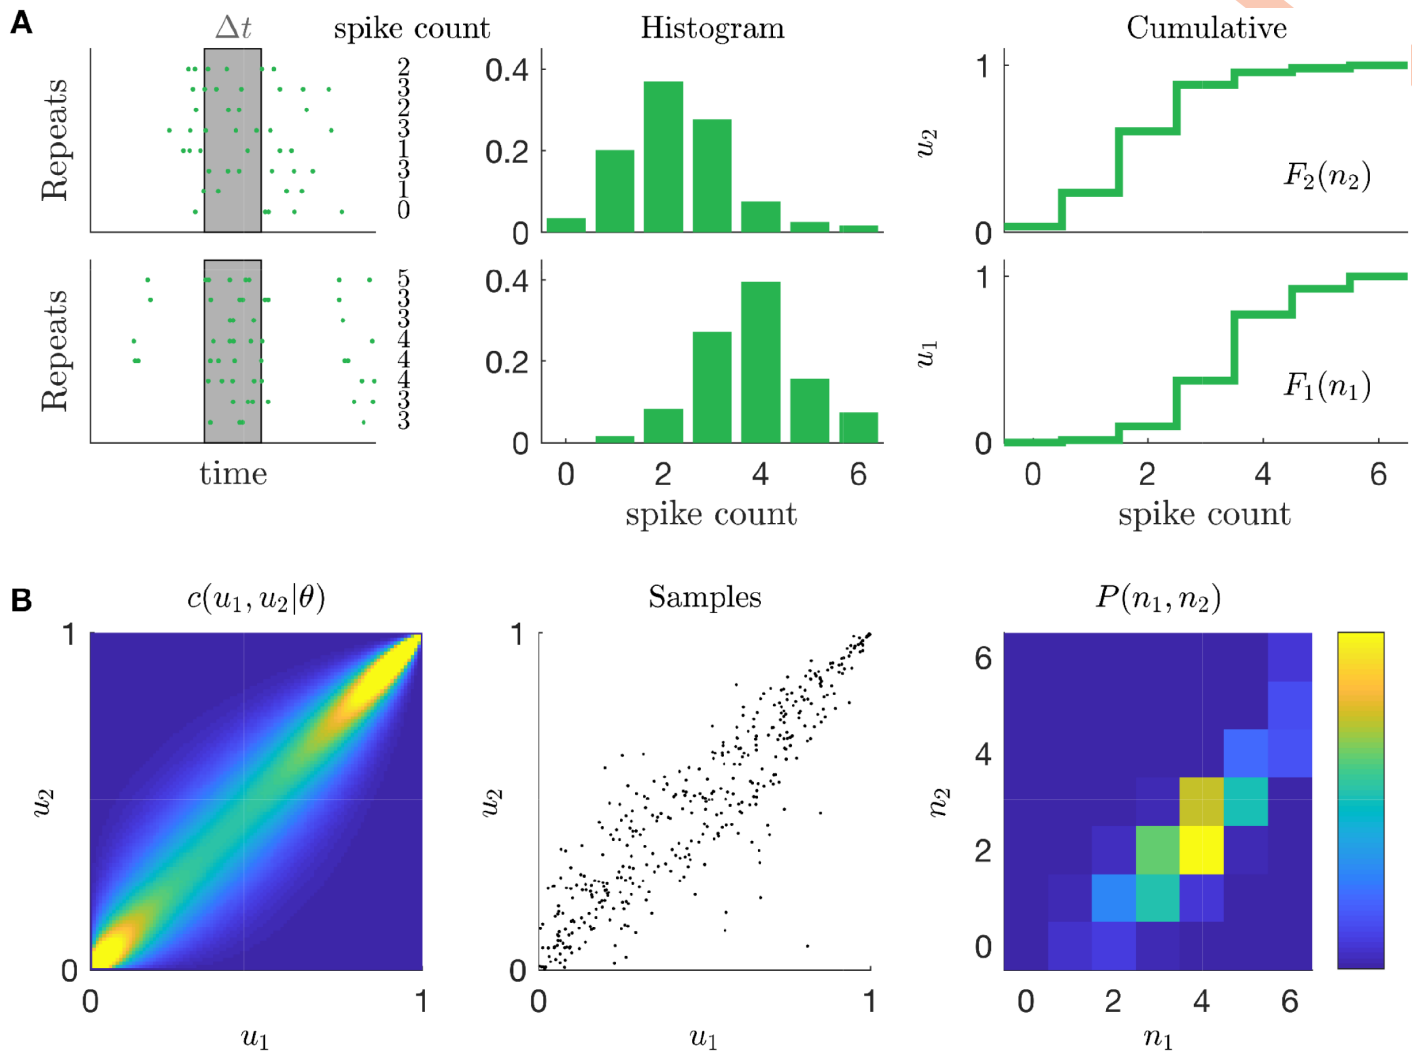 A
Δt spike count Histogram Cumulative
Repeats
2
3
2
3
1
3
1
0
0.4
0.2
0
u₂
1
0
F₂(n₂)
Repeats
5
3
3
4
4
4
3
3
time
0.4
0.2
0
0 2 4 6
spike count
u₁
1
0
F₁(n₁)
0 2 4 6
spike count
B
c(u₁, u₂|θ) Samples P(n₁, n₂)
u₂
1
0
0 1
u₁
u₂
1
0
0 1
u₁
n₂
6
4
2
0
0 2 4 6
n₁